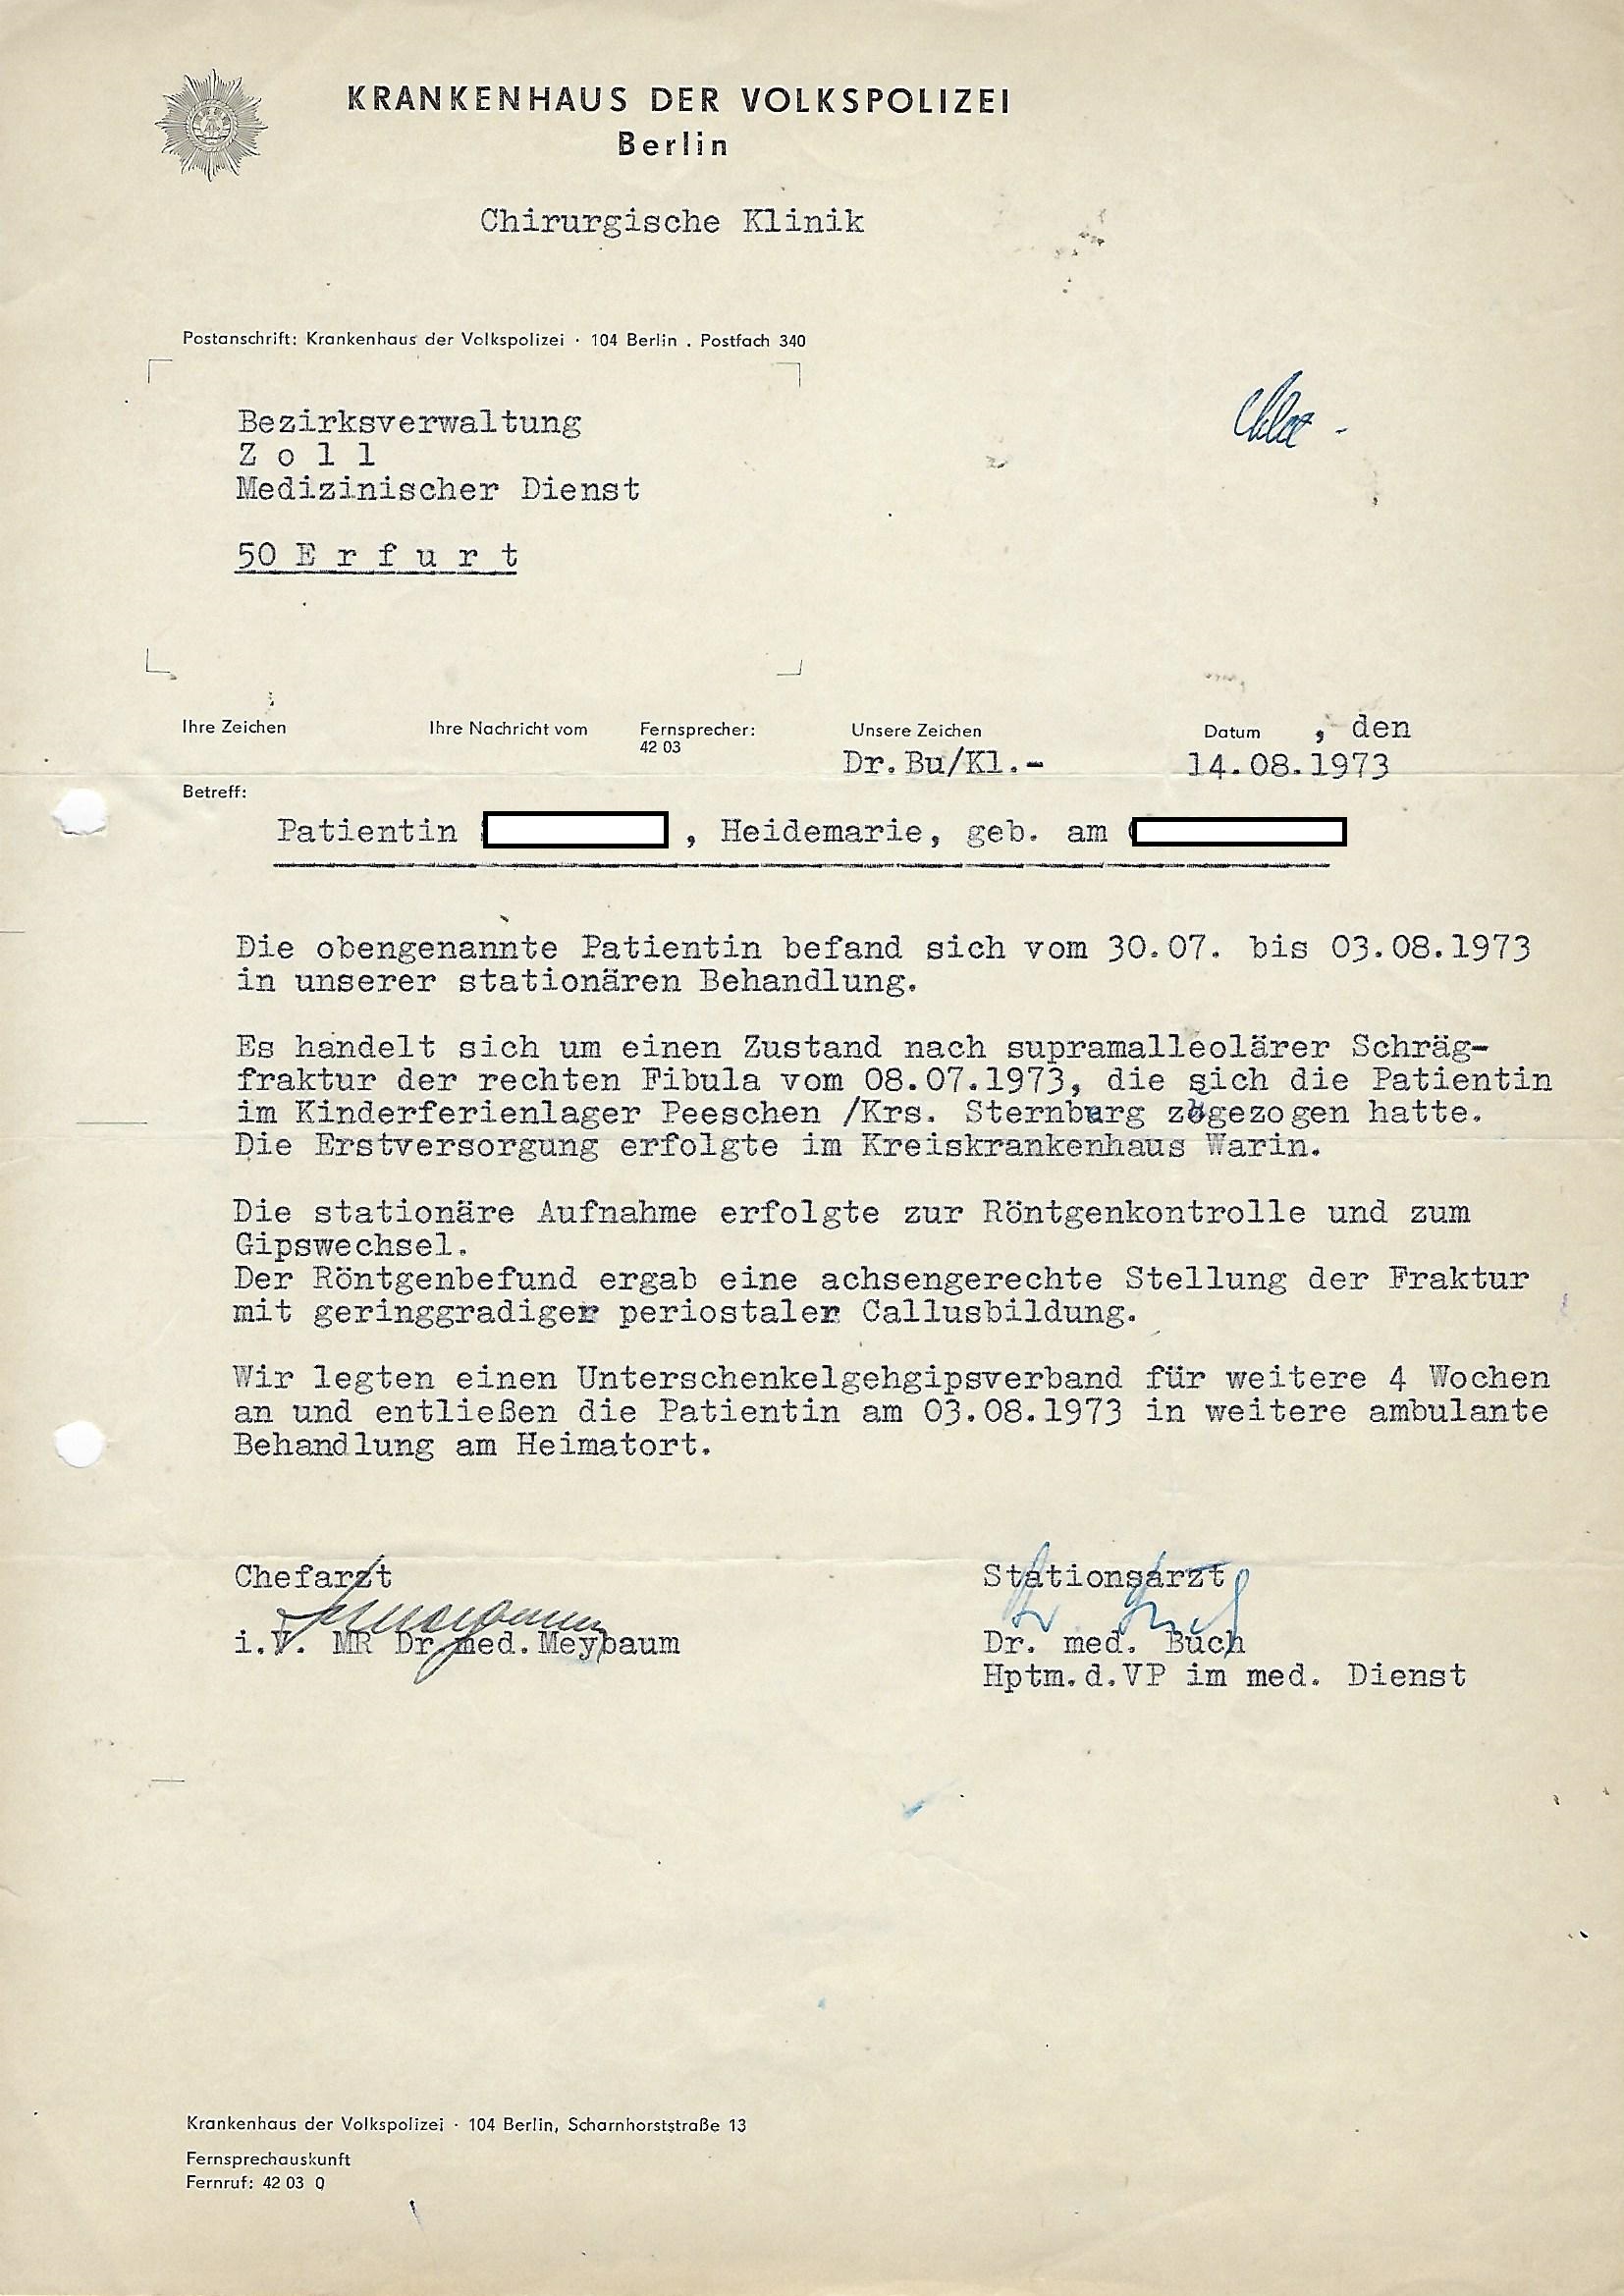 KRANKENHAUS DER VOLKSPOLIZEI
Berlin
Chirurgische Klinik
Postanschrift: Krankenhaus der Volkspolizei · 104 Berlin . Postfach 340
Bezirksverwaltung
Z o l l
Medizinischer Dienst
50 E r f u r t
Ihre Zeichen Ihre Nachricht vom Fernsprecher: Unsere Zeichen Datum , den
42 03
Dr.Bu/Kl.- 14.08.1973
Betreff:
Patientin , Heidemarie, geb. am
Die obengenannte Patientin befand sich vom 30.07. bis 03.08.1973
in unserer stationären Behandlung.
Es handelt sich um einen Zustand nach supramalleolärer Schräg-
fraktur der rechten Fibula vom 08.07.1973, die sich die Patientin
im Kinderferienlager Peeschen /Krs. Sternburg zugezogen hatte.
Die Erstversorgung erfolgte im Kreiskrankenhaus Warin.
Die stationäre Aufnahme erfolgte zur Röntgenkontrolle und zum
Gipswechsel.
Der Röntgenbefund ergab eine achsengerechte Stellung der Fraktur
mit geringgradiger periostaler Callusbildung.
Wir legten einen Unterschenkelgehgipsverband für weitere 4 Wochen
an und entließen die Patientin am 03.08.1973 in weitere ambulante
Behandlung am Heimatort.
Chefarzt Stationsarzt
i.V. MR Dr.med.Meybaum Dr. med. Buch
Hptm.d.VP im med. Dienst
Krankenhaus der Volkspolizei · 104 Berlin, Scharnhorststraße 13
Fernsprechauskunft
Fernruf: 42 03 0